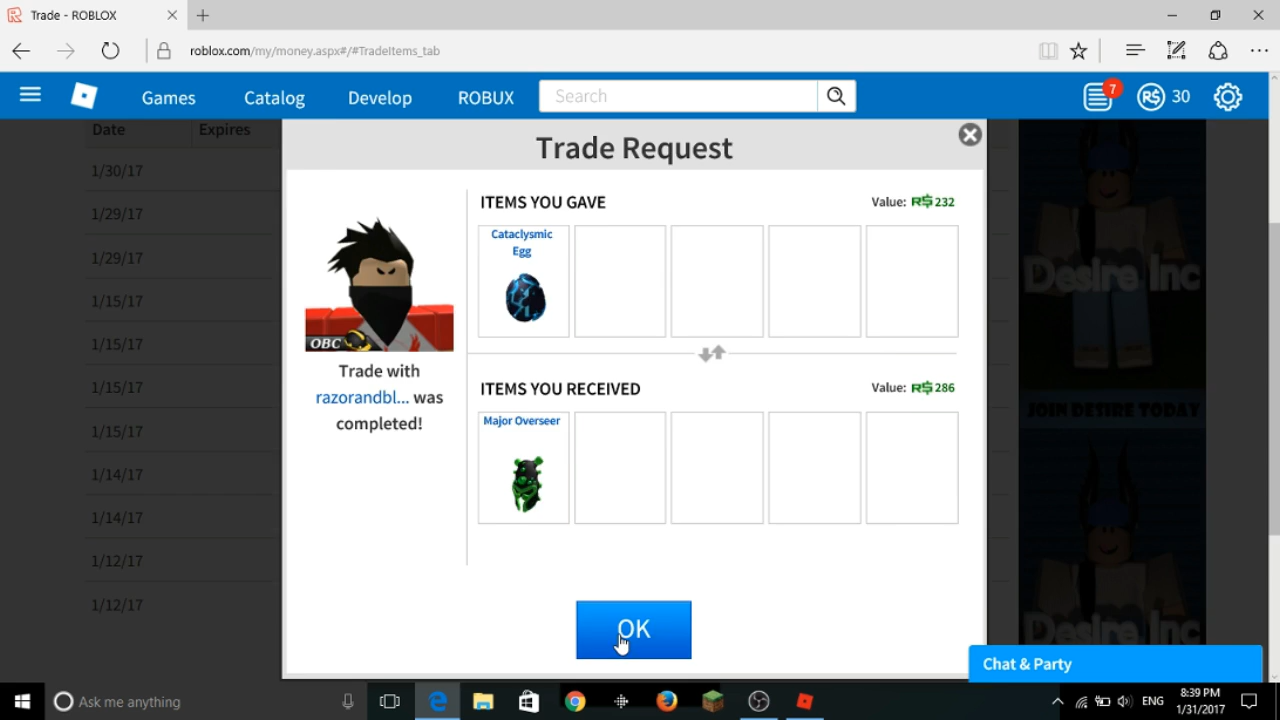 Trade - ROBLOX
roblox.com/my/money.aspx#/#TradeItems_tab
Games Catalog Develop ROBUX Search 7 R$ 30
Date Expires
1/30/17
1/29/17
1/29/17
1/15/17
1/15/17
1/15/17
1/15/17
1/14/17
1/14/17
1/12/17
1/12/17
Trade Request
OBC
Trade with
razorandbl... was
completed!
ITEMS YOU GAVE Value: R$ 232
Cataclysmic
Egg
ITEMS YOU RECEIVED Value: R$ 286
Major Overseer
OK
Desire Inc
JOIN DESIRE TODAY
Desire Inc
Chat & Party
Ask me anything
ENG
8:39 PM
1/31/2017